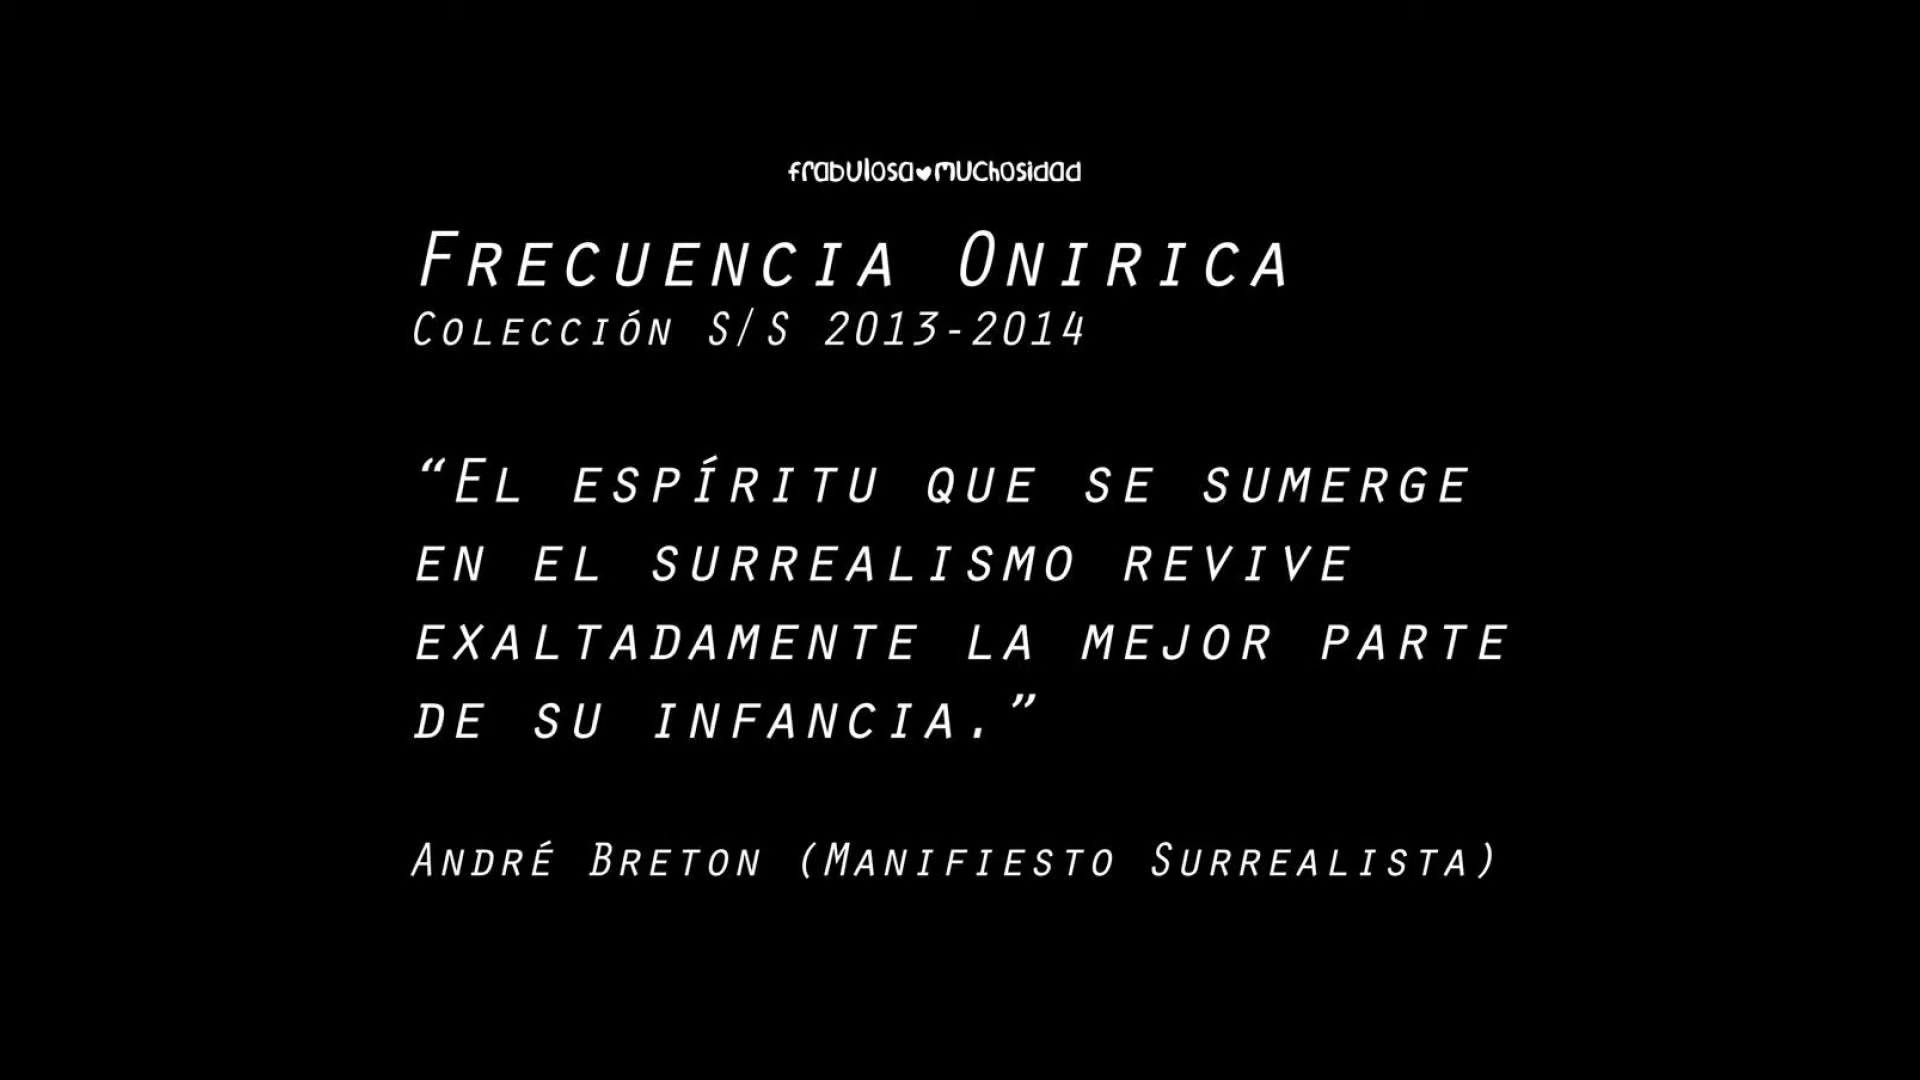 frabulosa♥muchosidad
Frecuencia Onirica
Colección S/S 2013-2014
“El espíritu que se sumerge
en el surrealismo revive
exaltadamente la mejor parte
de su infancia.”
André Breton (Manifiesto Surrealista)